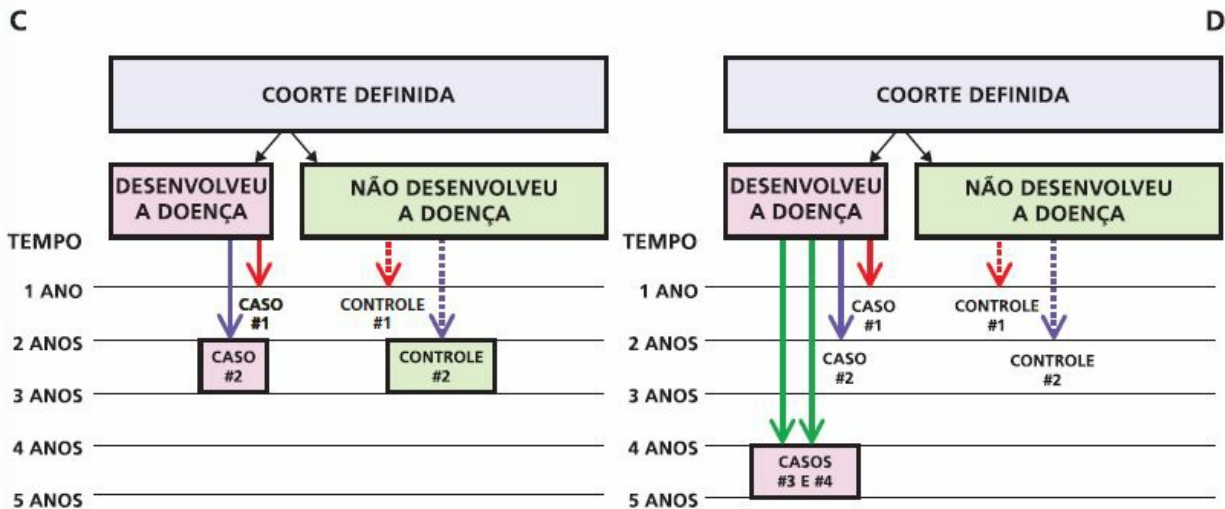 C
COORTE DEFINIDA
DESENVOLVEU
A DOENÇA
NÃO DESENVOLVEU
A DOENÇA
TEMPO
1 ANO
CASO
#1
CONTROLE
#1
2 ANOS
CASO
#2
CONTROLE
#2
3 ANOS
4 ANOS
5 ANOS
D
COORTE DEFINIDA
DESENVOLVEU
A DOENÇA
NÃO DESENVOLVEU
A DOENÇA
TEMPO
1 ANO
CASO
#1
CONTROLE
#1
2 ANOS
CASO
#2
CONTROLE
#2
3 ANOS
4 ANOS
CASOS
#3 E #4
5 ANOS